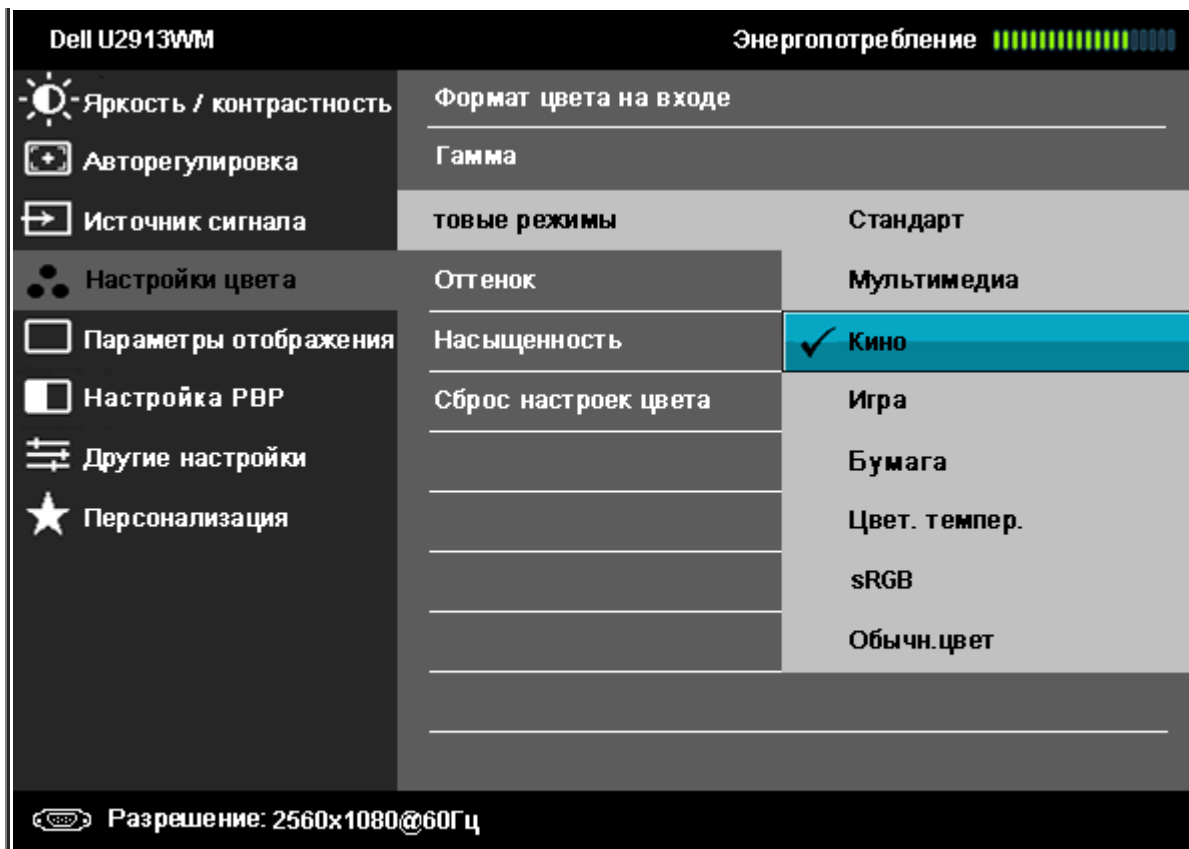 Dell U2913WM
Энергопотребление
Яркость / контрастность
Авторегулировка
Источник сигнала
Настройки цвета
Параметры отображения
Настройка PBP
Другие настройки
Персонализация
Формат цвета на входе
Гамма
товые режимы
Оттенок
Насыщенность
Сброс настроек цвета
Стандарт
Мультимедиа
Кино
Игра
Бумага
Цвет. темпер.
sRGB
Обычн.цвет
Разрешение: 2560x1080@60Гц